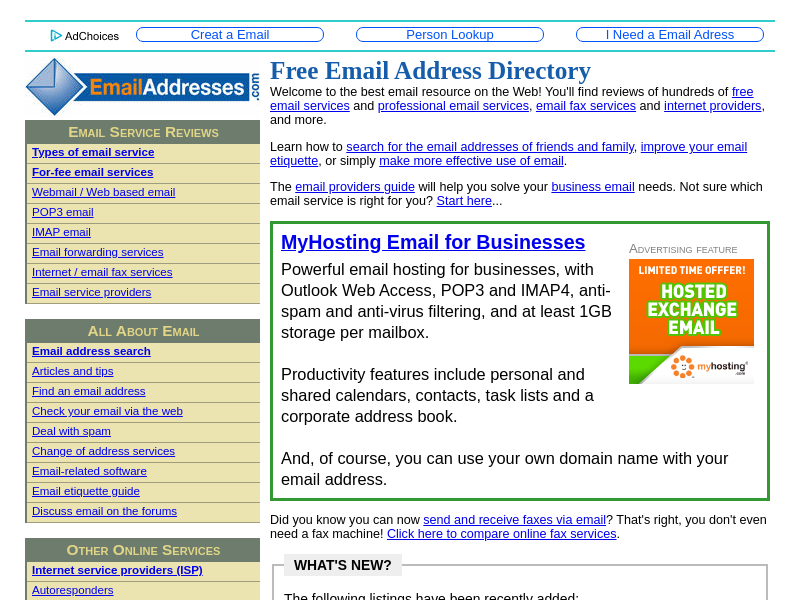 AdChoices
Creat a Email
Person Lookup
I Need a Email Adress
EmailAddresses.com
Email Service Reviews
Types of email service
For-fee email services
Webmail / Web based email
POP3 email
IMAP email
Email forwarding services
Internet / email fax services
Email service providers
All About Email
Email address search
Articles and tips
Find an email address
Check your email via the web
Deal with spam
Change of address services
Email-related software
Email etiquette guide
Discuss email on the forums
Other Online Services
Internet service providers (ISP)
Autoresponders
Free Email Address Directory
Welcome to the best email resource on the Web! You'll find reviews of hundreds of free
email services and professional email services, email fax services and internet providers,
and more.
Learn how to search for the email addresses of friends and family, improve your email
etiquette, or simply make more effective use of email.
The email providers guide will help you solve your business email needs. Not sure which
email service is right for you? Start here...
MyHosting Email for Businesses
Powerful email hosting for businesses, with
Outlook Web Access, POP3 and IMAP4, anti-
spam and anti-virus filtering, and at least 1GB
storage per mailbox.
Productivity features include personal and
shared calendars, contacts, task lists and a
corporate address book.
And, of course, you can use your own domain name with your
email address.
Advertising feature
LIMITED TIME OFFFER!
HOSTED
EXCHANGE
EMAIL
myhosting
.com
Did you know you can now send and receive faxes via email? That's right, you don't even
need a fax machine! Click here to compare online fax services.
WHAT'S NEW?
The following listings have been recently added: